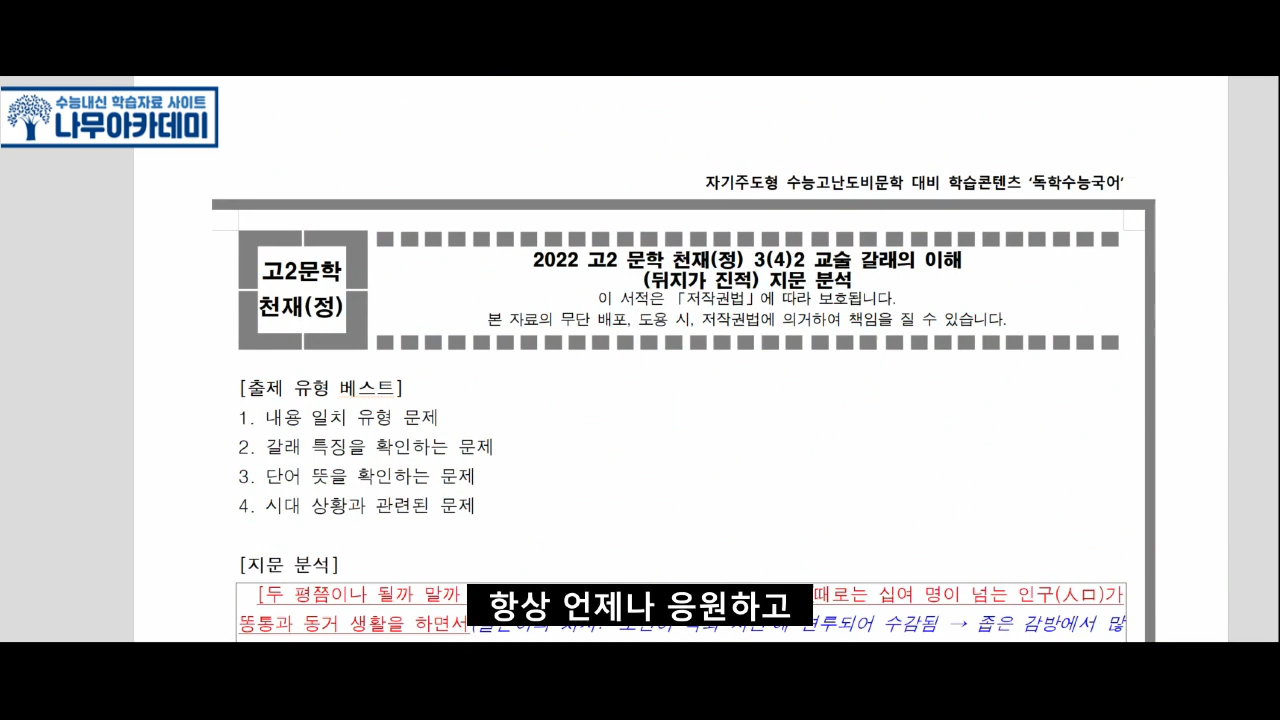 수능내신 학습자료 사이트
나무아카데미
자기주도형 수능고난도비문학 대비 학습콘텐츠 '독학수능국어'
고2문학
천재(정)
2022 고2 문학 천재(정) 3(4)2 교술 갈래의 이해
(뒤지가 진적) 지문 분석
이 서적은 「저작권법」에 따라 보호됩니다.
본 자료의 무단 배포, 도용 시, 저작권법에 의거하여 책임을 질 수 있습니다.
[출제 유형 베스트]
1. 내용 일치 유형 문제
2. 갈래 특징을 확인하는 문제
3. 단어 뜻을 확인하는 문제
4. 시대 상황과 관련된 문제
[지문 분석]
[두 평쯤이나 될까 말까 때로는 십여 명이 넘는 인구(人口)가
똥통과 동거 생활을 하면서 수감됨 → 좁은 감방에서 많
항상 언제나 응원하고